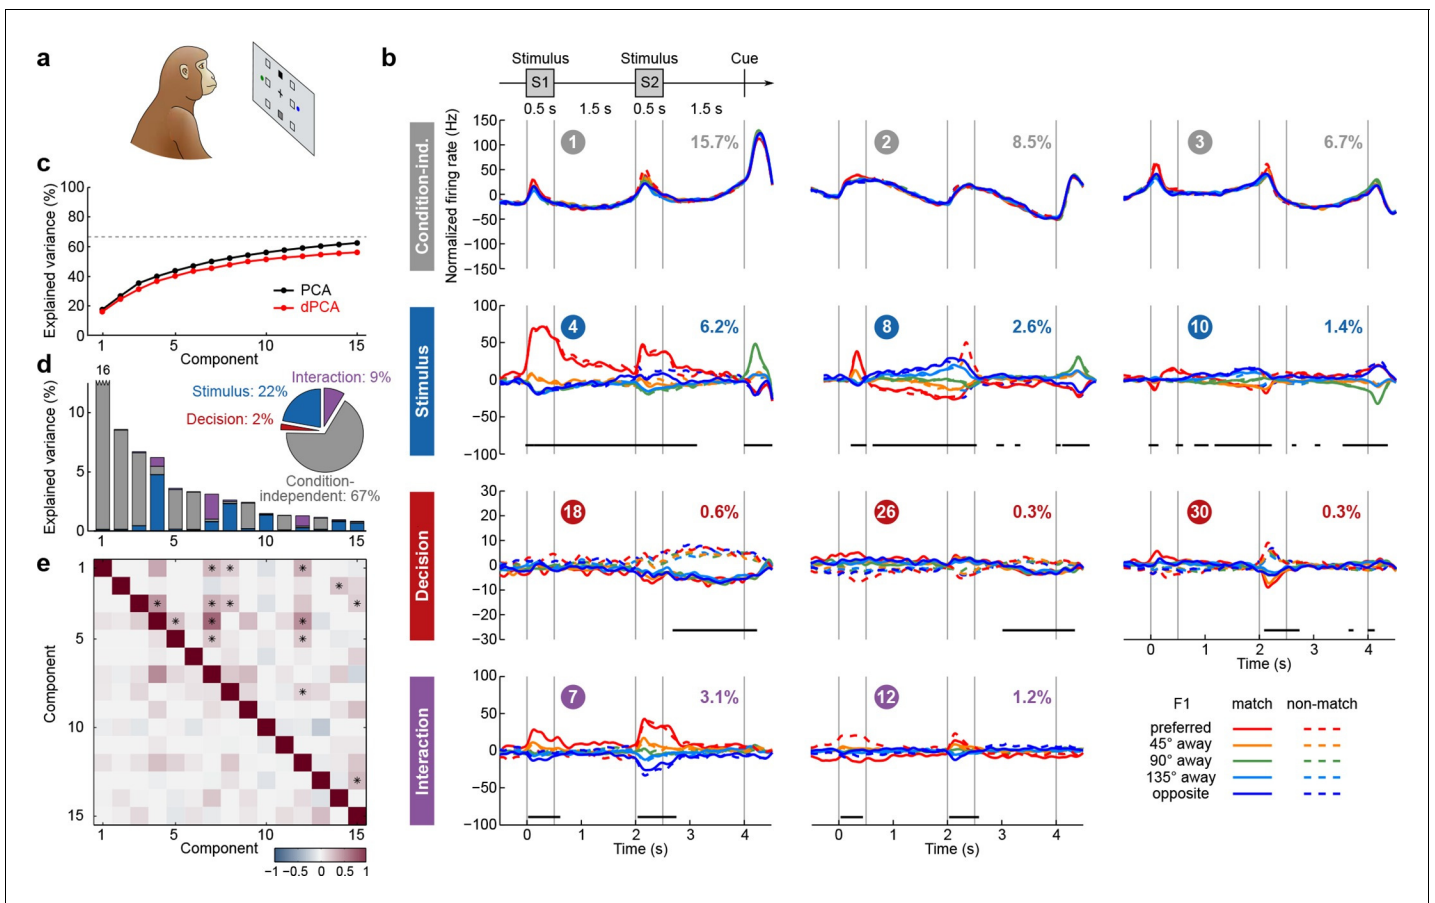 a
b
Stimulus Stimulus Cue
S1 S2
0.5 s 1.5 s 0.5 s 1.5 s
c
Explained variance (%)
100
80
60
40
20
0
PCA
dPCA
1 5 10 15
Component
d
Explained variance (%)
16
10
5
0
1 5 10 15
Interaction: 9%
Stimulus: 22%
Decision: 2%
Condition-
independent: 67%
e
Component
1
5
10
15
* * *
*
* * * * *
* * *
* *
*
*
1 5 10 15
Component
−1 −0.5 0 0.5 1
Condition-ind.
Normalized firing rate (Hz)
150
100
50
0
−50
−100
−150
1 15.7%
2 8.5%
3 6.7%
Stimulus
100
50
0
−50
−100
4 6.2%
8 2.6%
10 1.4%
Decision
30
20
10
0
−10
−20
−30
18 0.6%
26 0.3%
30 0.3%
0 1 2 3 4
Time (s)
Interaction
100
50
0
−50
−100
7 3.1%
12 1.2%
0 1 2 3 4
Time (s)
0 1 2 3 4
Time (s)
F1 match non-match
preferred
45° away
90° away
135° away
opposite